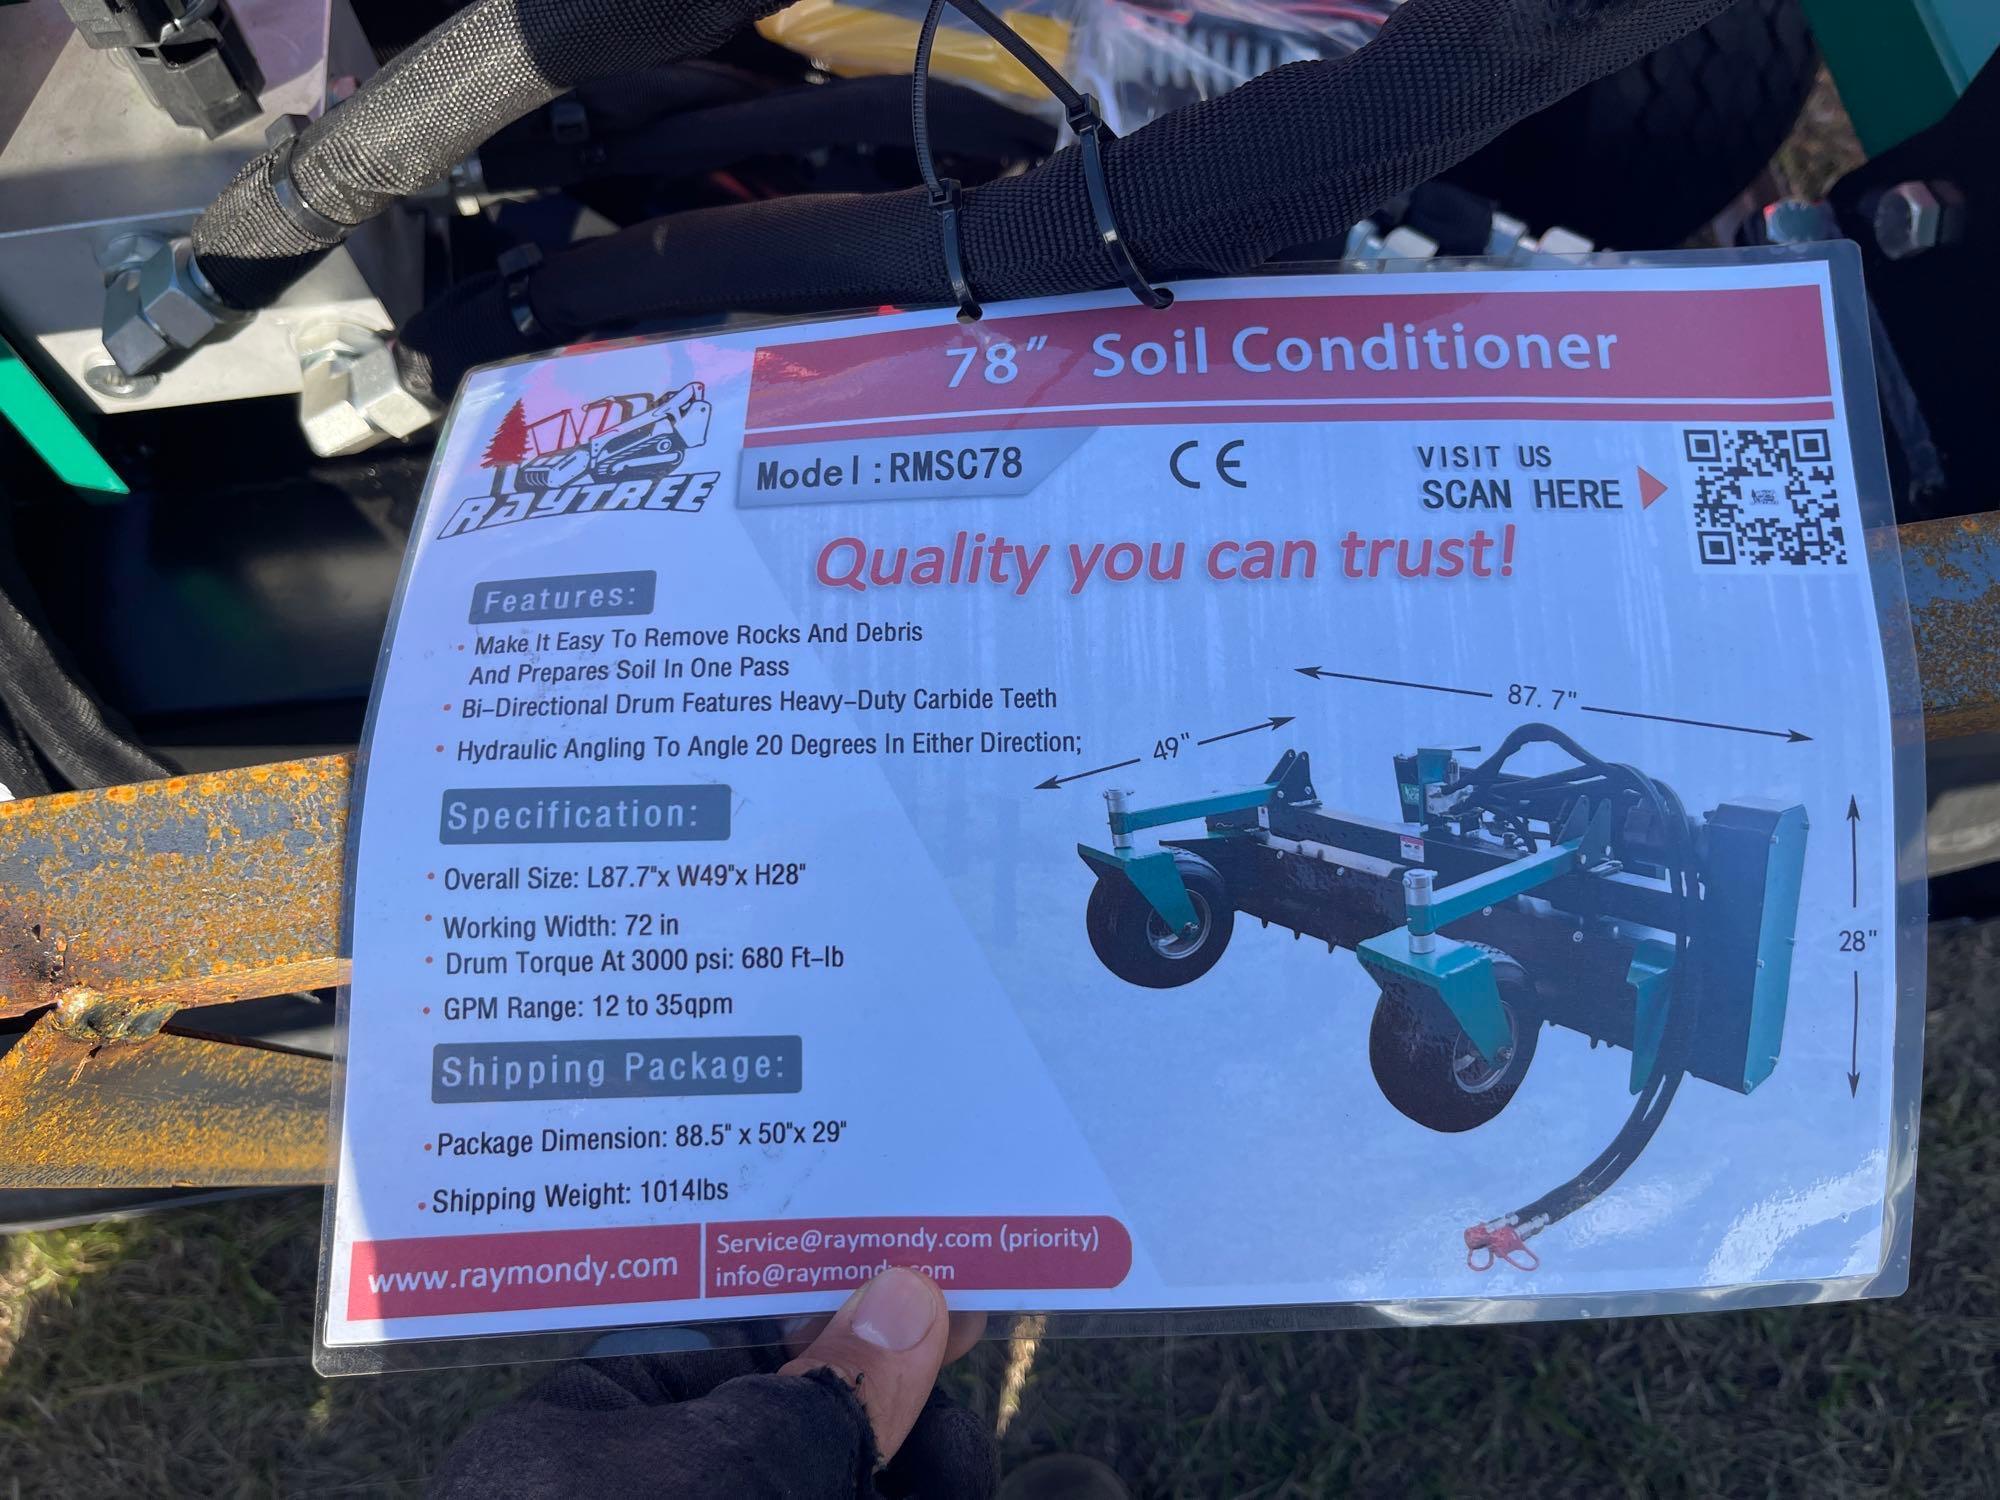 78" Soil Conditioner
RAYTREE
Model:RMSC78
CE
VISIT US
SCAN HERE
Quality you can trust!
Features:
• Make It Easy To Remove Rocks And Debris
And Prepares Soil In One Pass
• Bi-Directional Drum Features Heavy-Duty Carbide Teeth
• Hydraulic Angling To Angle 20 Degrees In Either Direction;
Specification:
• Overall Size: L87.7"x W49"x H28"
• Working Width: 72 in
• Drum Torque At 3000 psi: 680 Ft-lb
• GPM Range: 12 to 35qpm
Shipping Package:
• Package Dimension: 88.5" x 50"x 29"
• Shipping Weight: 1014lbs
87.7"
49"
28"
www.raymondy.com
Service@raymondy.com (priority)
info@raymondy.com